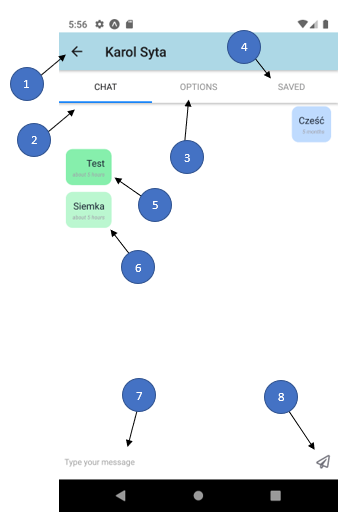 5:56
Karol Syta
4
1
CHAT
OPTIONS
SAVED
2
Cześć
6 months
3
Test
about 5 hours
5
Siemka
about 5 hours
6
7
8
Type your message